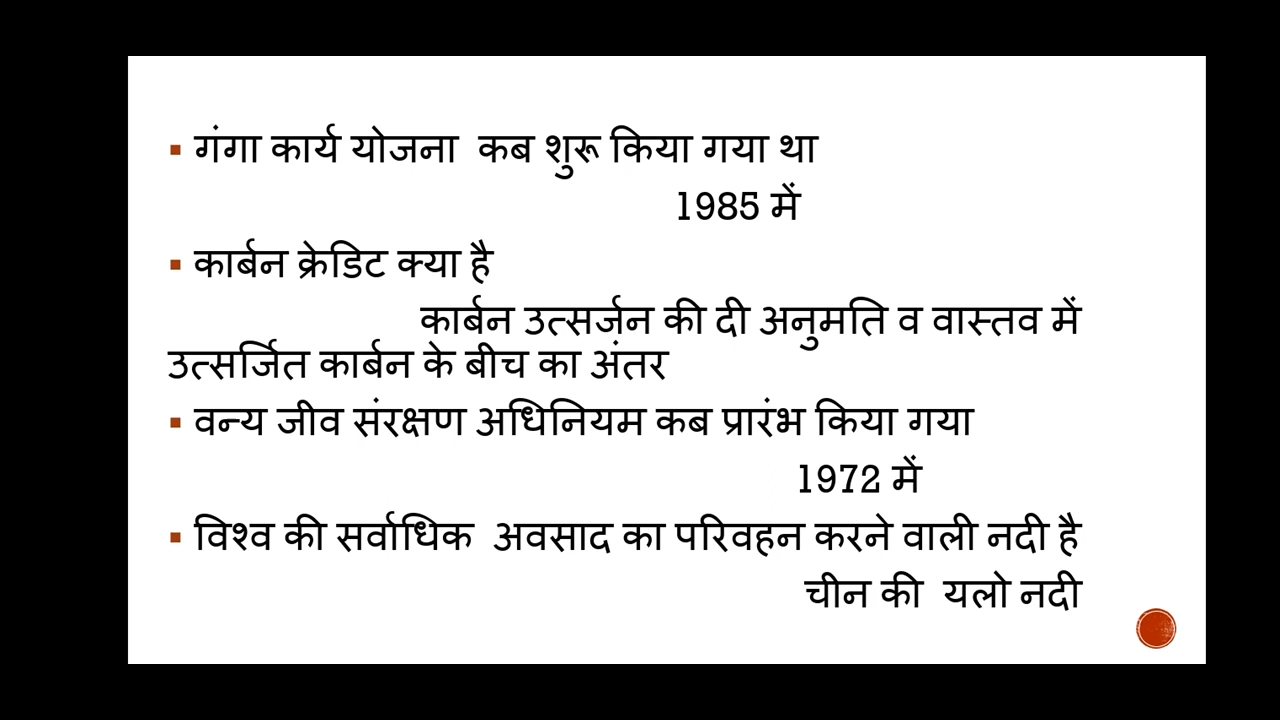 ▪ गंगा कार्य योजना कब शुरू किया गया था
1985 में
▪ कार्बन क्रेडिट क्या है
कार्बन उत्सर्जन की दी अनुमति व वास्तव में
उत्सर्जित कार्बन के बीच का अंतर
▪ वन्य जीव संरक्षण अधिनियम कब प्रारंभ किया गया
1972 में
▪ विश्व की सर्वाधिक अवसाद का परिवहन करने वाली नदी है
चीन की यलो नदी